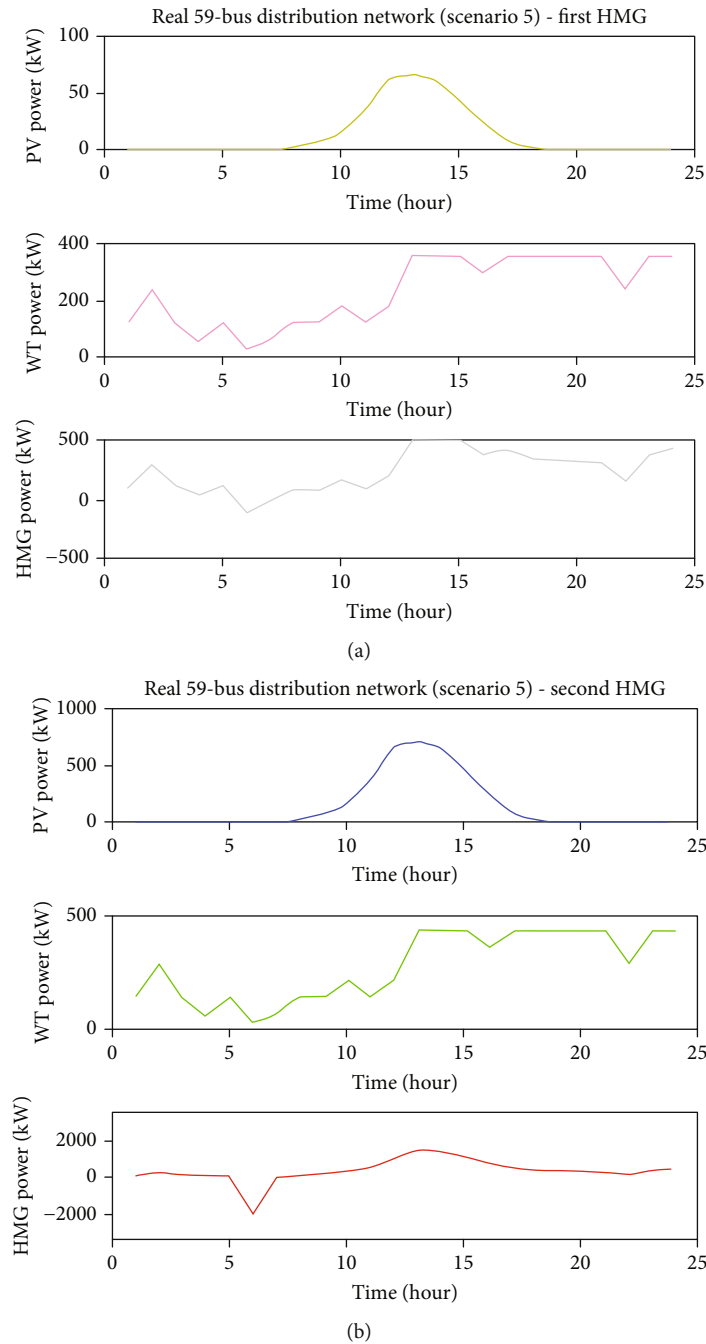 Real 59-bus distribution network (scenario 5) - first HMG
PV power (kW)
100
50
0
0 5 10 15 20 25
Time (hour)
WT power (kW)
400
200
0
0 5 10 15 20 25
Time (hour)
HMG power (kW)
500
0
−500
0 5 10 15 20 25
Time (hour)
(a)
Real 59-bus distribution network (scenario 5) - second HMG
PV power (kW)
1000
500
0
0 5 10 15 20 25
Time (hour)
WT power (kW)
500
0
0 5 10 15 20 25
Time (hour)
HMG power (kW)
2000
0
−2000
0 5 10 15 20 25
Time (hour)
(b)